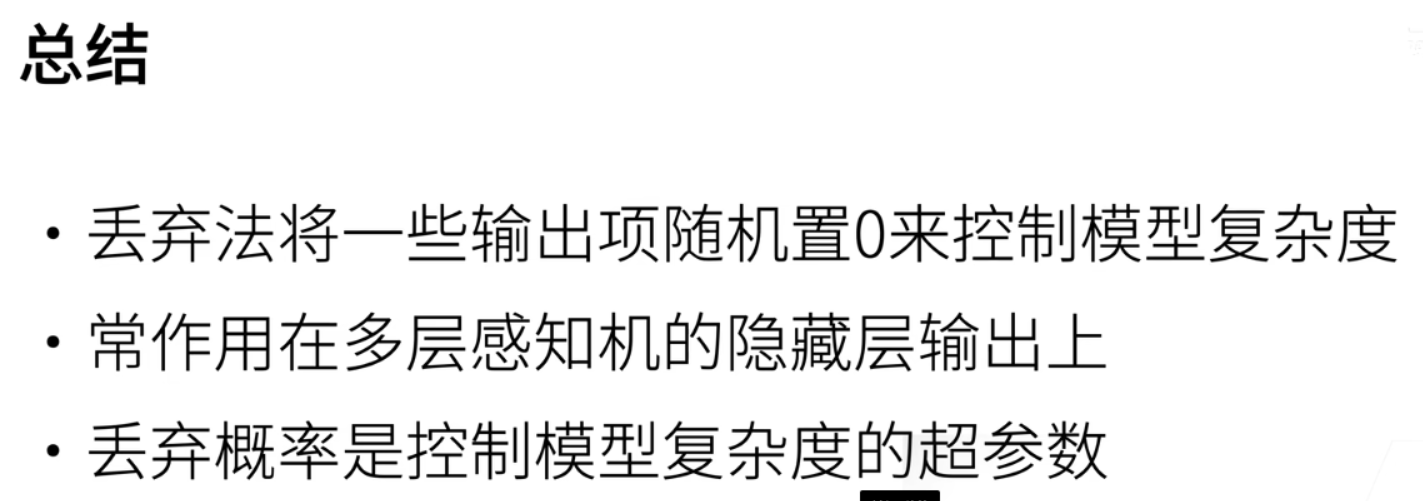 总结
• 丢弃法将一些输出项随机置0来控制模型复杂度
• 常作用在多层感知机的隐藏层输出上
• 丢弃概率是控制模型复杂度的超参数